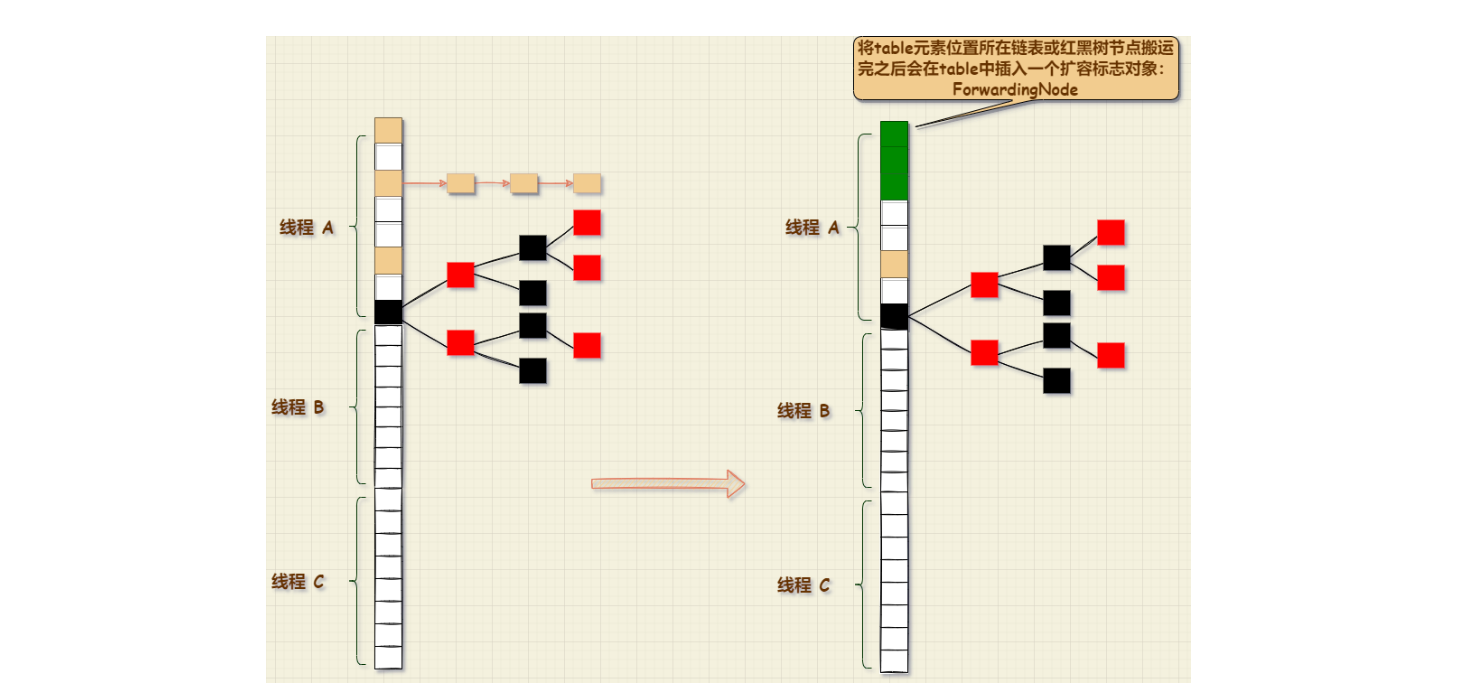 将table元素位置所在链表或红黑树节点搬运
完之后会在table中插入一个扩容标志对象：
ForwardingNode
线程 A
线程 B
线程 C
线程 A
线程 B
线程 C